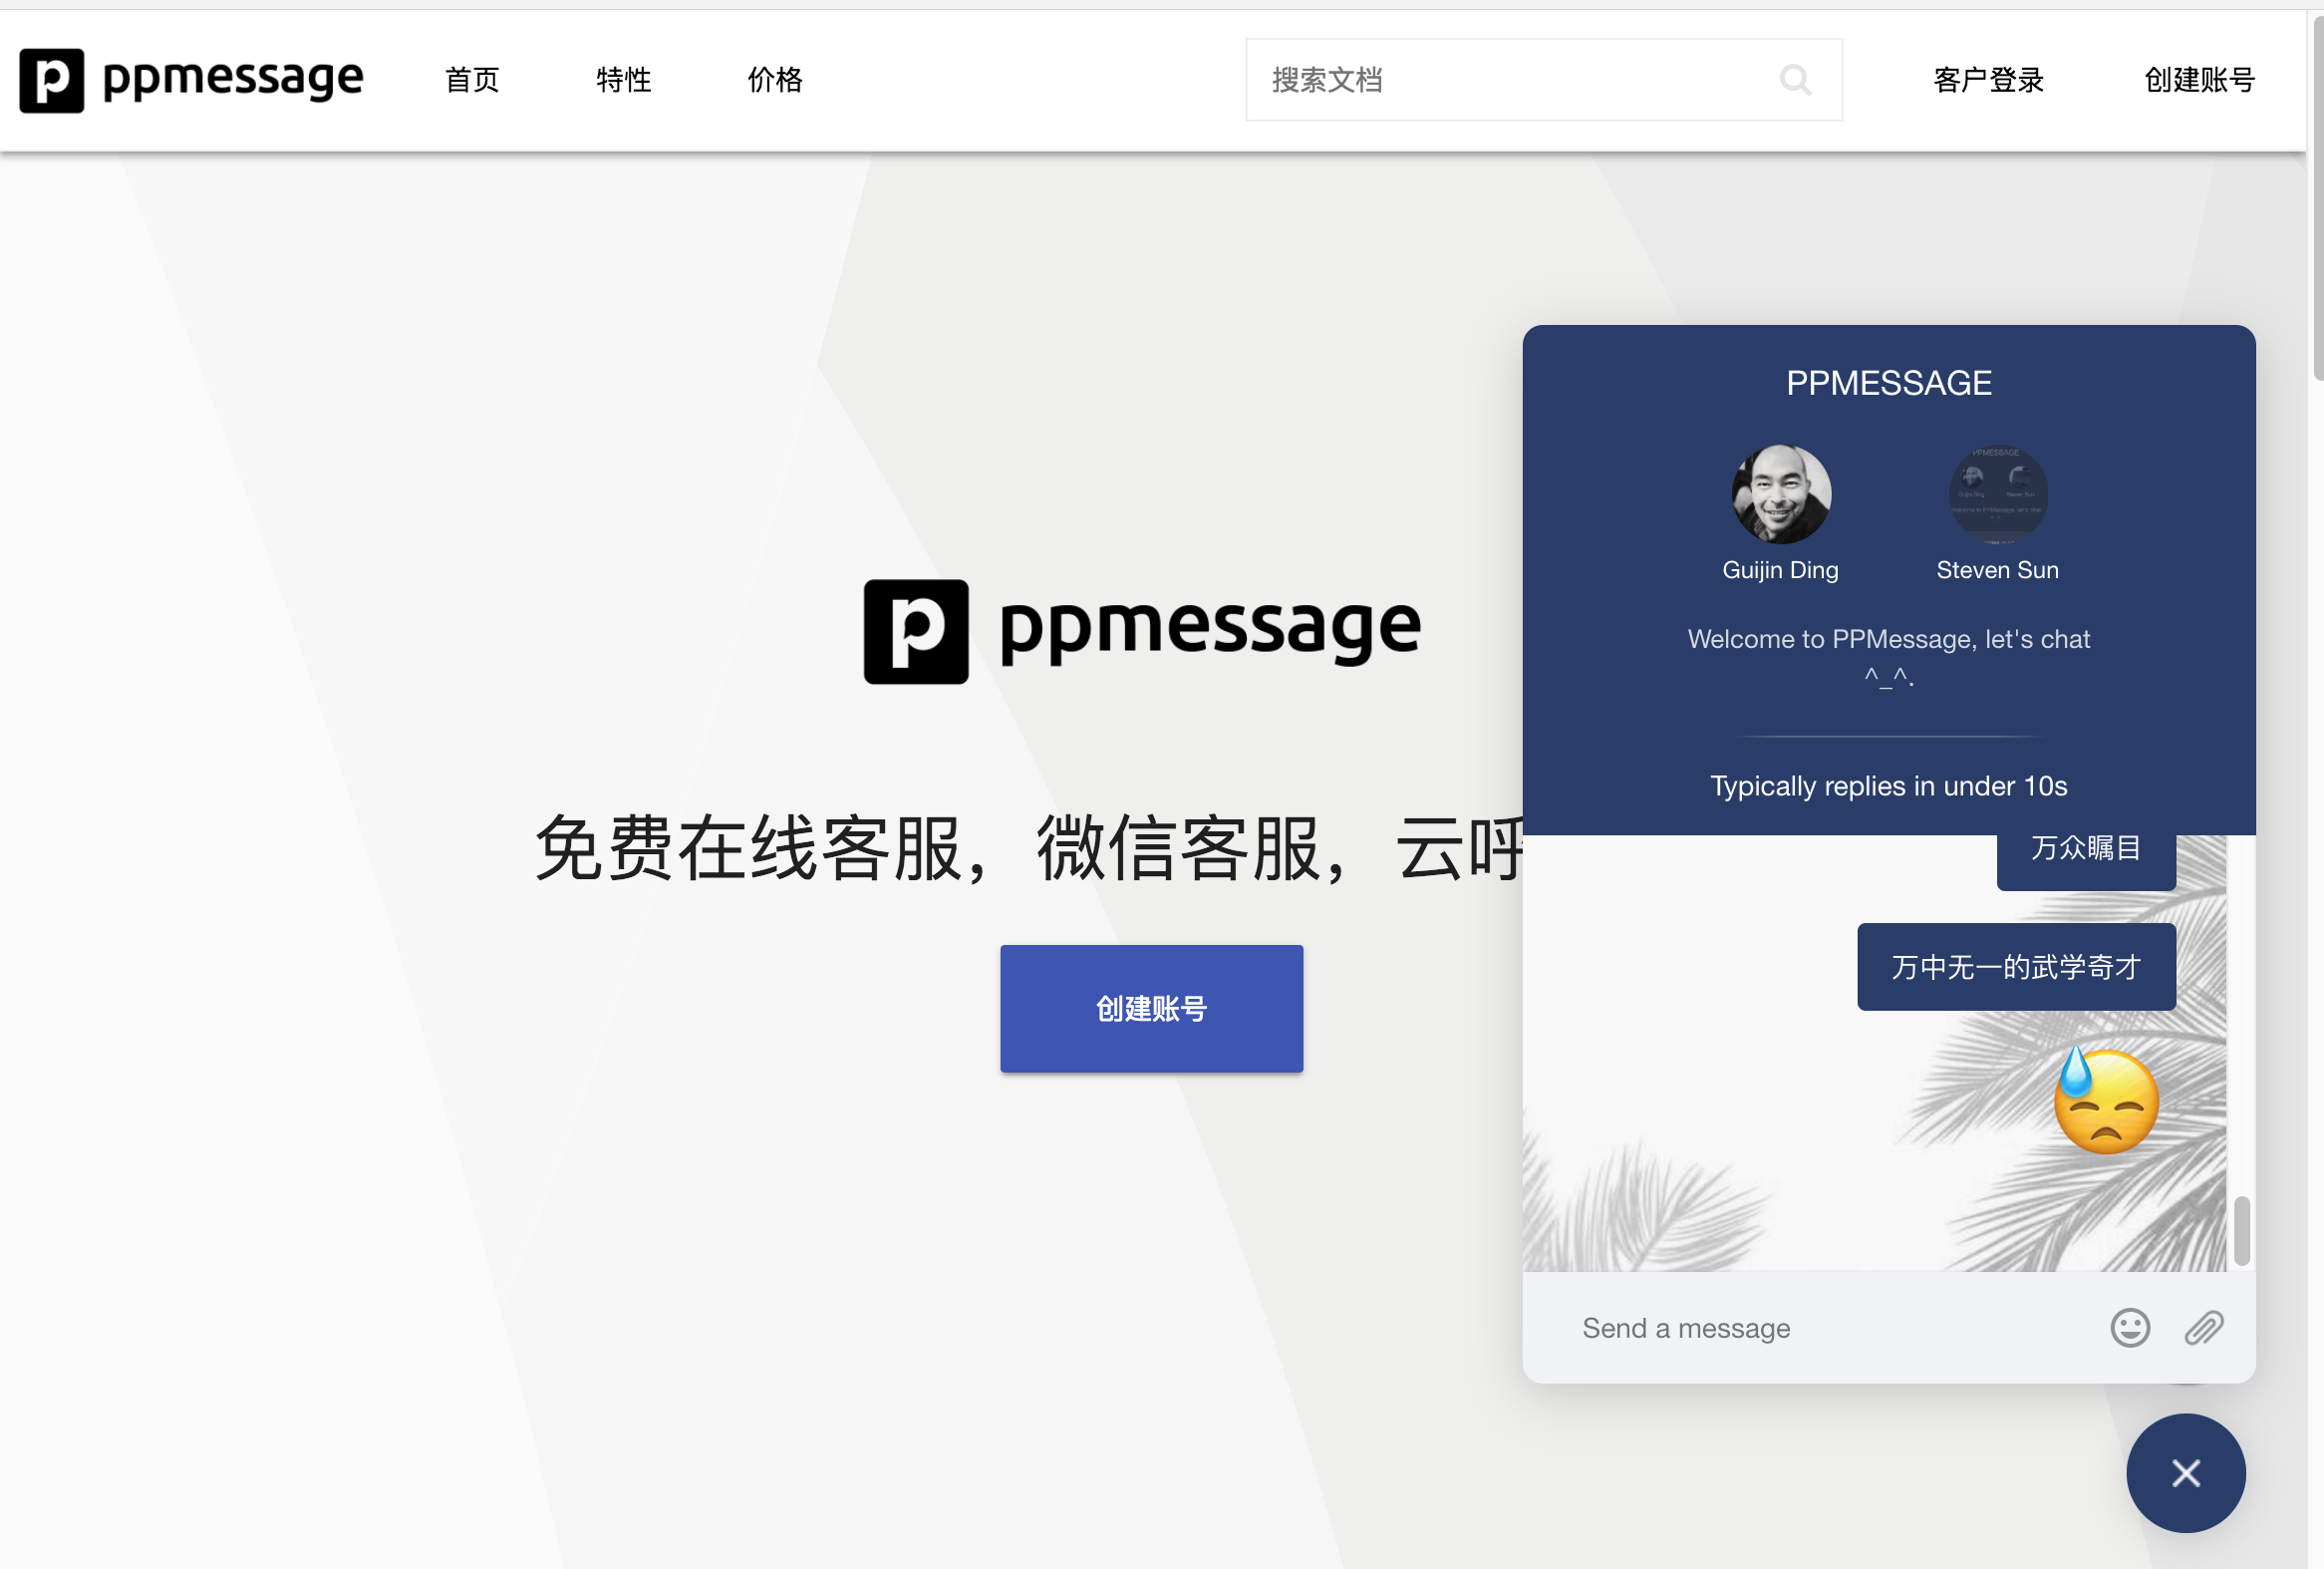 ppmessage
首页 特性 价格
搜索文档
客户登录 创建账号
ppmessage
免费在线客服，微信客服，云呼
创建账号
PPMESSAGE
Guijin Ding Steven Sun
Welcome to PPMessage, let's chat
^_^.
Typically replies in under 10s
万众瞩目
万中无一的武学奇才
Send a message